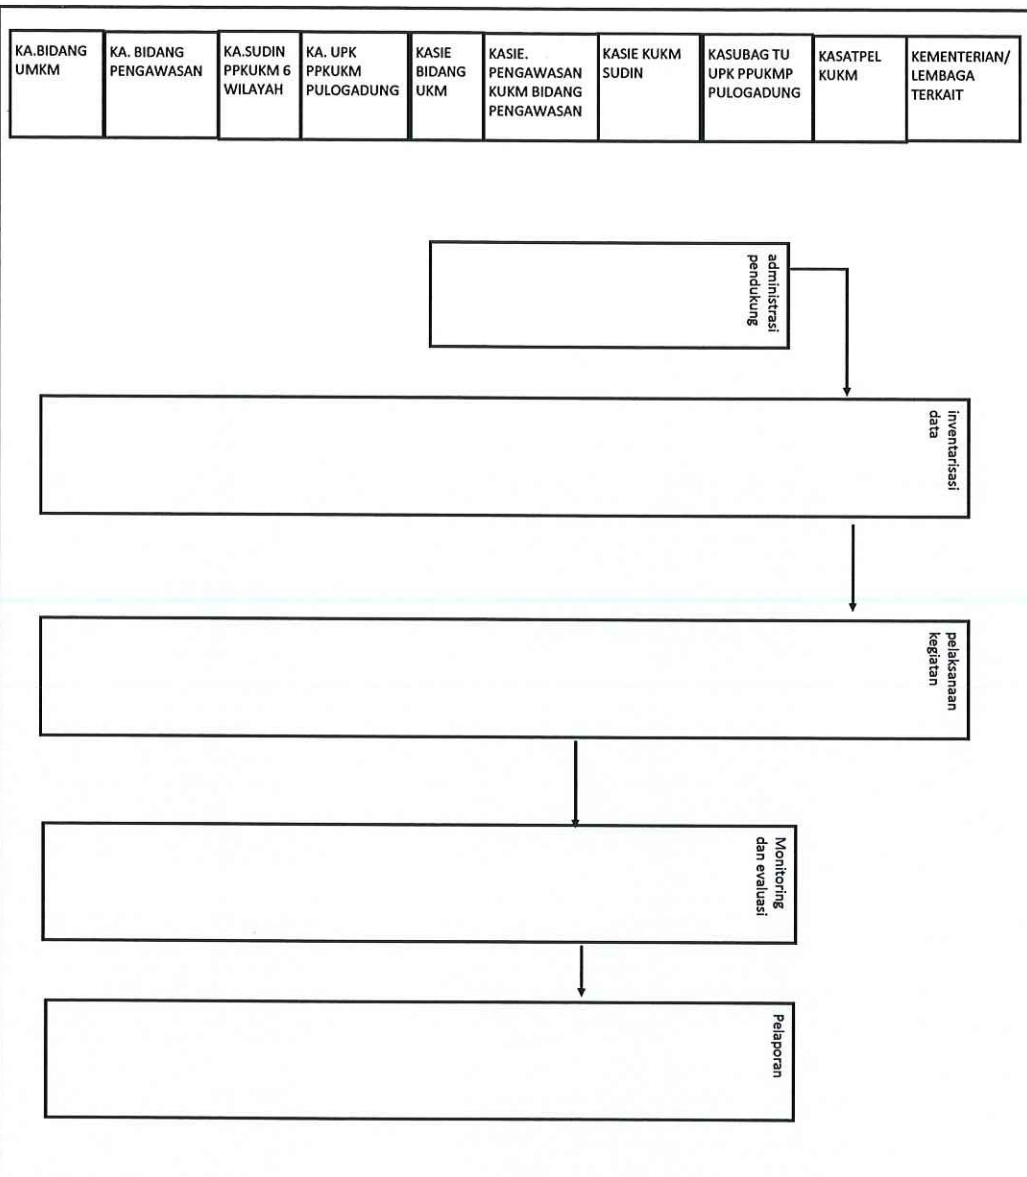 KA.BIDANG
UMKM
KA. BIDANG
PENGAWASAN
KA.SUDIN
PPKUKM 6
WILAYAH
KA. UPK
PPKUKM
PULOGADUNG
KASIE
BIDANG
UKM
KASIE.
PENGAWASAN
KUKM BIDANG
PENGAWASAN
KASIE KUKM
SUDIN
KASUBAG TU
UPK PPUKMP
PULOGADUNG
KASATPEL
KUKM
KEMENTERIAN/
LEMBAGA
TERKAIT
administrasi
pendukung
inventarisasi
data
pelaksanaan
kegiatan
Monitoring
dan evaluasi
Pelaporan